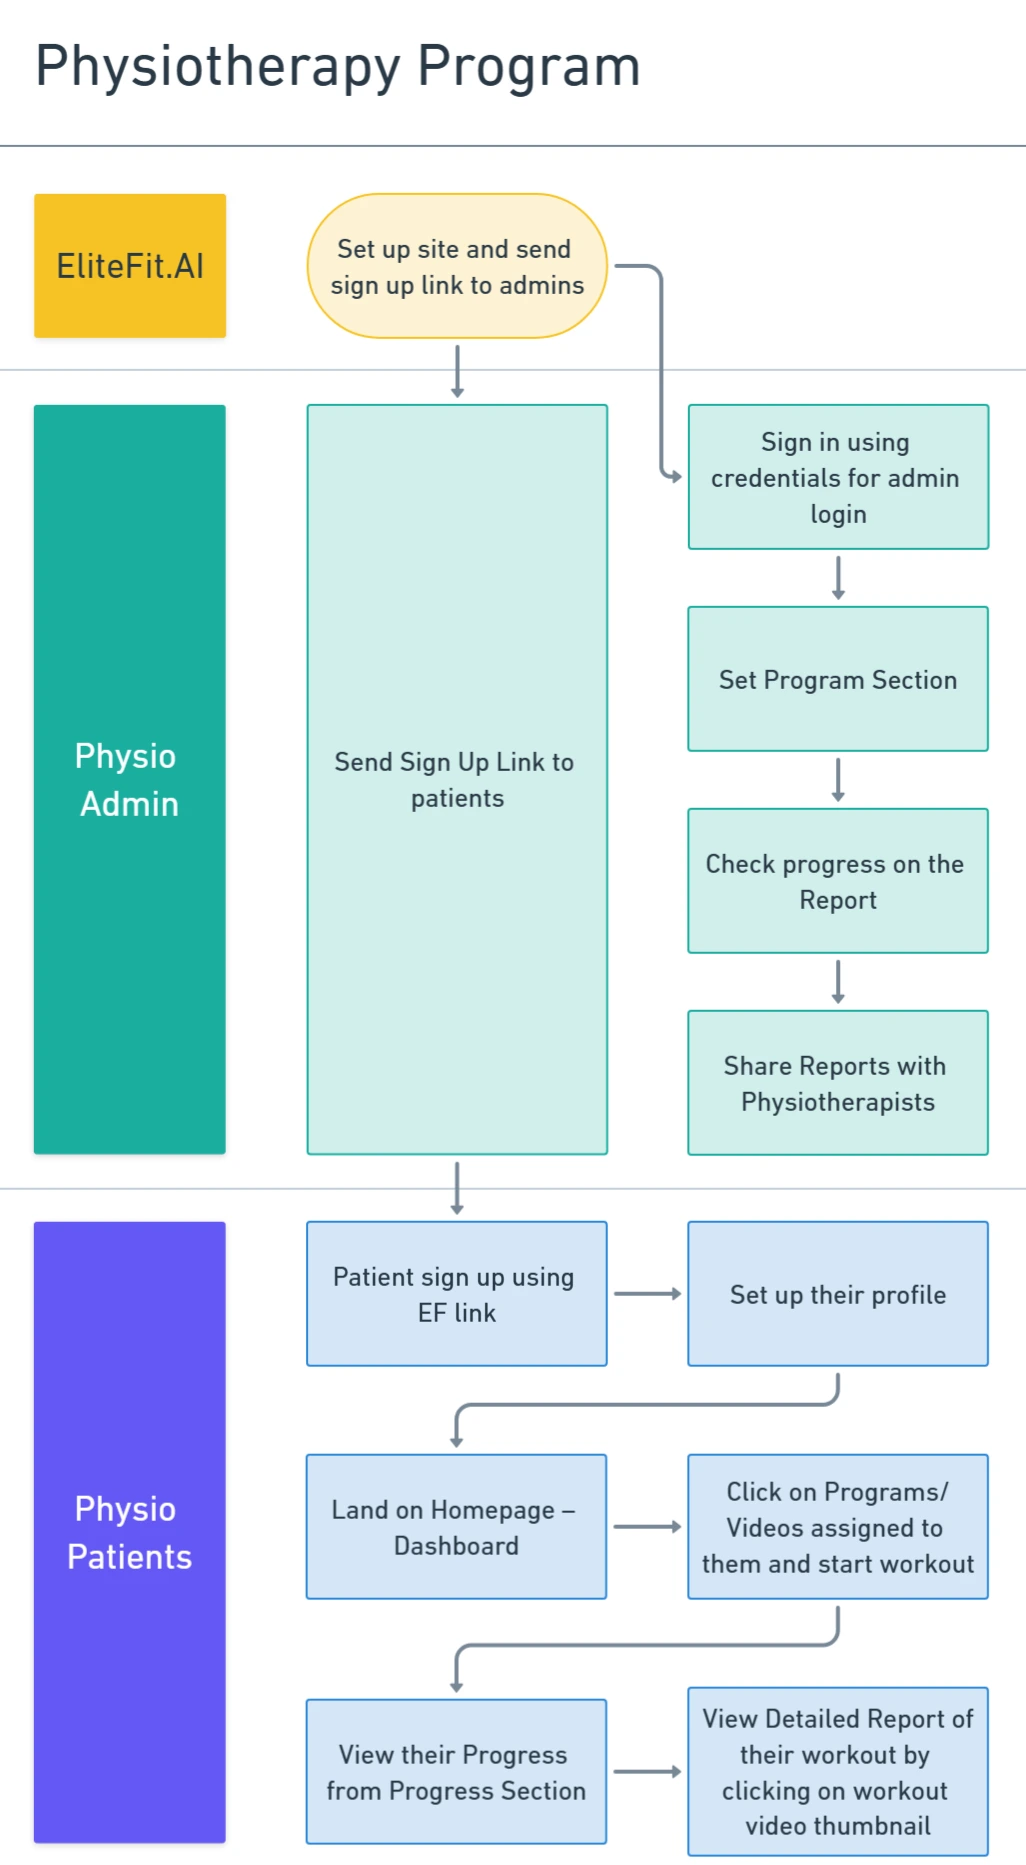 Physiotherapy Program
EliteFit.AI
Set up site and send
sign up link to admins
Physio
Admin
Send Sign Up Link to
patients
Sign in using
credentials for admin
login
Set Program Section
Check progress on the
Report
Share Reports with
Physiotherapists
Physio
Patients
Patient sign up using
EF link
Set up their profile
Land on Homepage –
Dashboard
Click on Programs/
Videos assigned to
them and start workout
View their Progress
from Progress Section
View Detailed Report of
their workout by
clicking on workout
video thumbnail